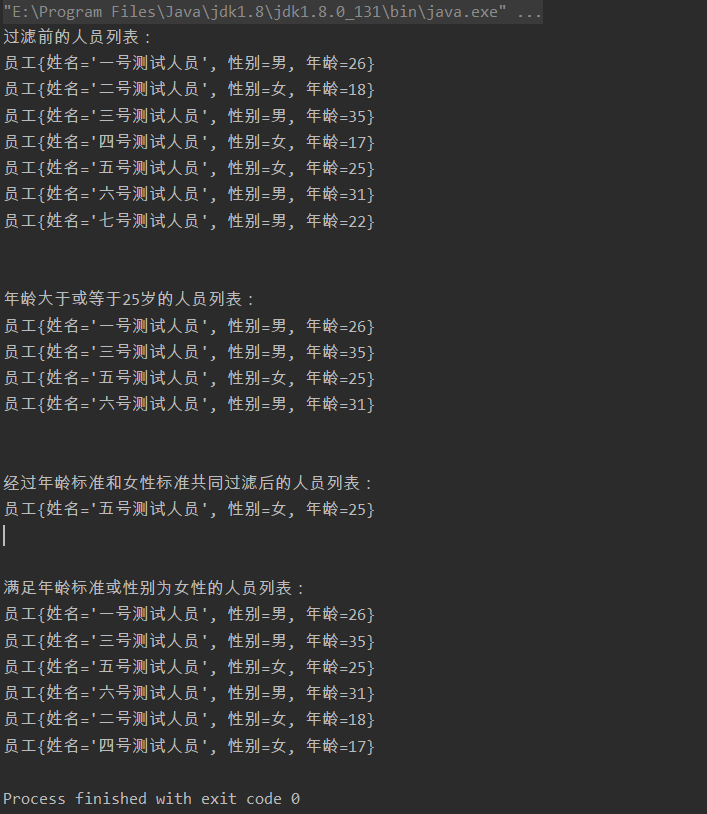 "E:\Program Files\Java\jdk1.8\jdk1.8.0_131\bin\java.exe" ...
过滤前的人员列表：
员工{姓名='一号测试人员', 性别=男, 年龄=26}
员工{姓名='二号测试人员', 性别=女, 年龄=18}
员工{姓名='三号测试人员', 性别=男, 年龄=35}
员工{姓名='四号测试人员', 性别=女, 年龄=17}
员工{姓名='五号测试人员', 性别=女, 年龄=25}
员工{姓名='六号测试人员', 性别=男, 年龄=31}
员工{姓名='七号测试人员', 性别=男, 年龄=22}
年龄大于或等于25岁的人员列表：
员工{姓名='一号测试人员', 性别=男, 年龄=26}
员工{姓名='三号测试人员', 性别=男, 年龄=35}
员工{姓名='五号测试人员', 性别=女, 年龄=25}
员工{姓名='六号测试人员', 性别=男, 年龄=31}
经过年龄标准和女性标准共同过滤后的人员列表：
员工{姓名='五号测试人员', 性别=女, 年龄=25}
满足年龄标准或性别为女性的人员列表：
员工{姓名='一号测试人员', 性别=男, 年龄=26}
员工{姓名='三号测试人员', 性别=男, 年龄=35}
员工{姓名='五号测试人员', 性别=女, 年龄=25}
员工{姓名='六号测试人员', 性别=男, 年龄=31}
员工{姓名='二号测试人员', 性别=女, 年龄=18}
员工{姓名='四号测试人员', 性别=女, 年龄=17}
Process finished with exit code 0